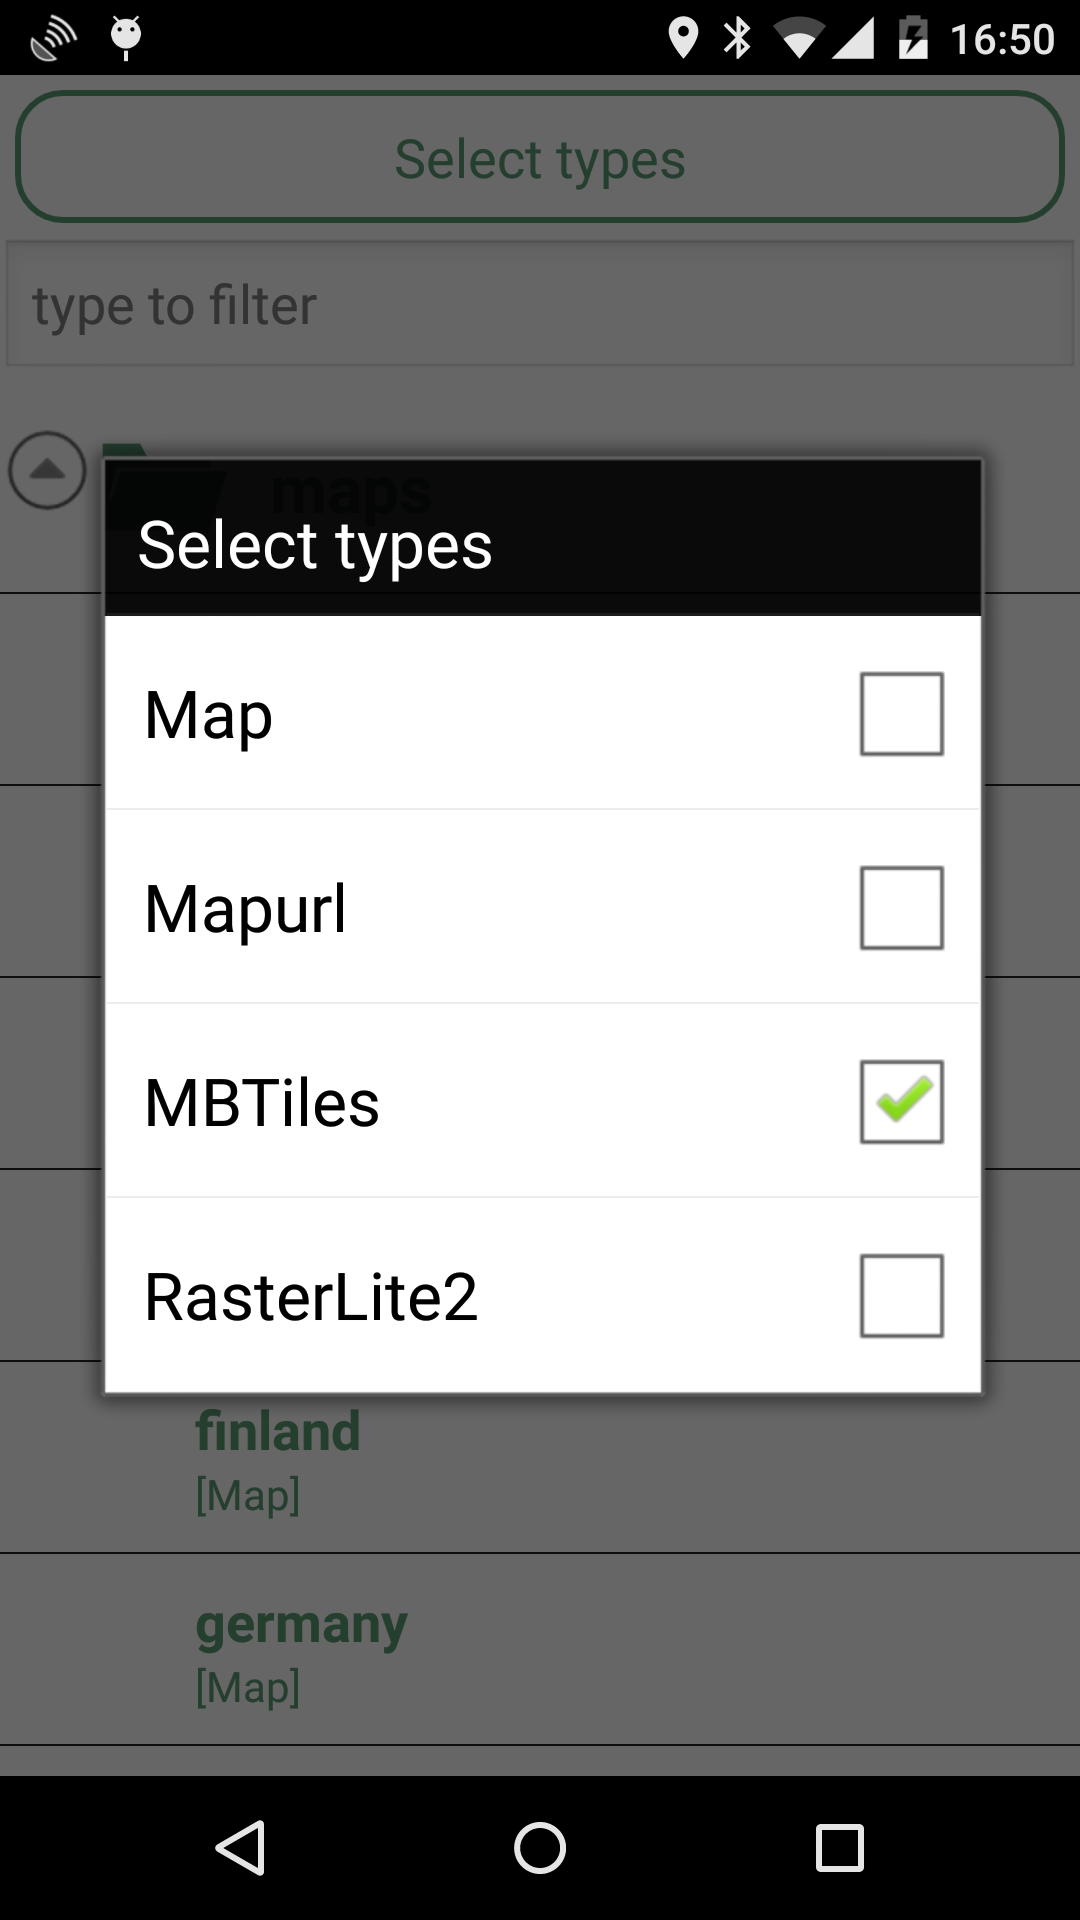 16:50
Select types
type to filter
maps
Select types
Map
Mapurl
MBTiles
RasterLite2
finland
[Map]
germany
[Map]